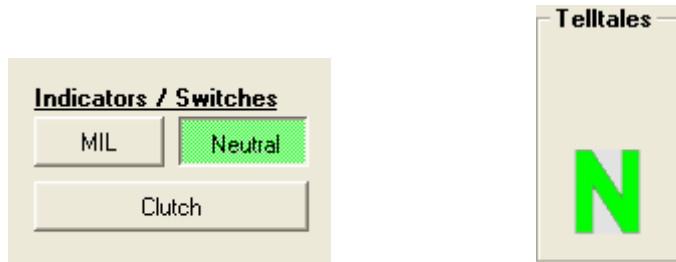 Telltales
Indicators / Switches
MIL Neutral
Clutch
N